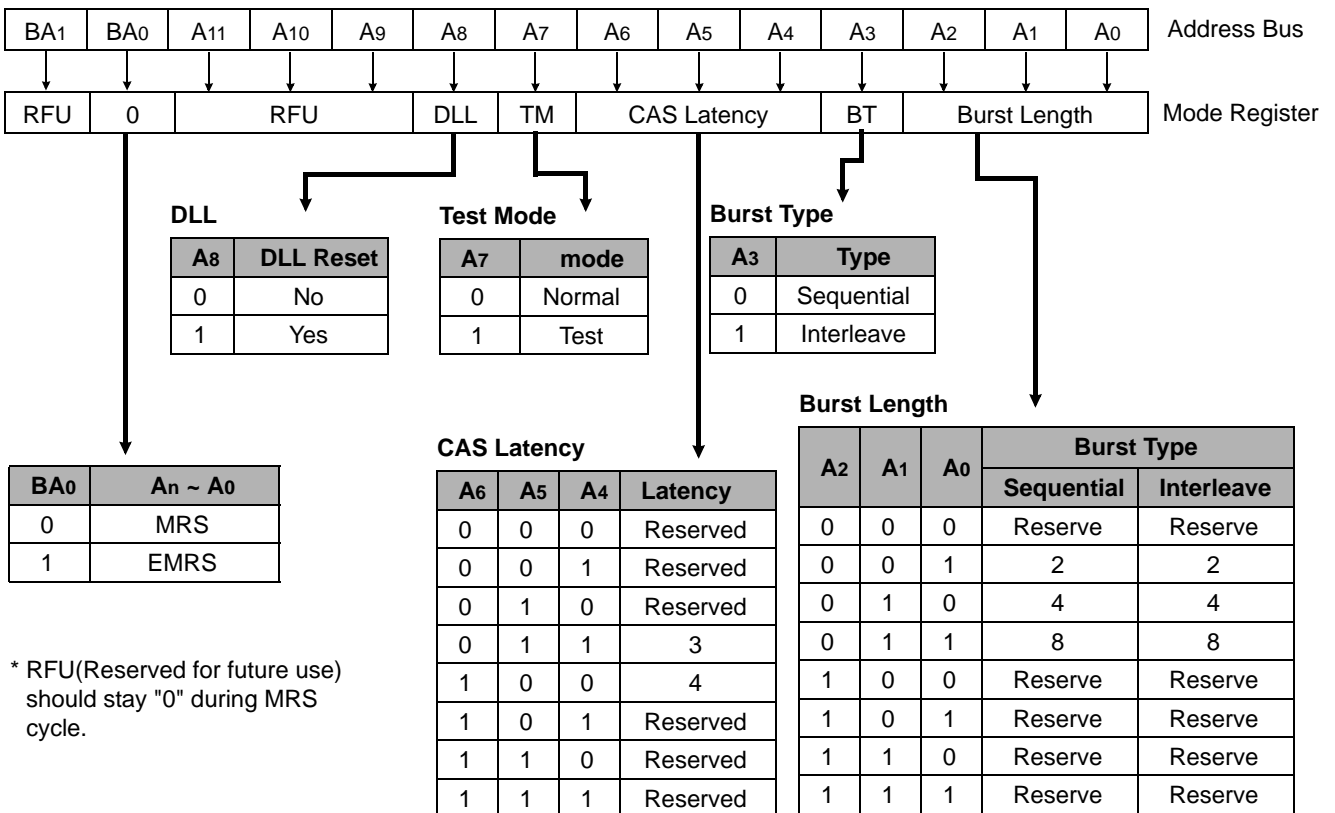 BA1 BA0 A11 A10 A9 A8 A7 A6 A5 A4 A3 A2 A1 A0 Address Bus
RFU 0 RFU DLL TM CAS Latency BT Burst Length Mode Register
DLL
A8 DLL Reset
0 No
1 Yes
Test Mode
A7 mode
0 Normal
1 Test
Burst Type
A3 Type
0 Sequential
1 Interleave
BA0 An ~ A0
0 MRS
1 EMRS
* RFU(Reserved for future use)
should stay "0" during MRS
cycle.
CAS Latency
A6 A5 A4 Latency
0 0 0 Reserved
0 0 1 Reserved
0 1 0 Reserved
0 1 1 3
1 0 0 4
1 0 1 Reserved
1 1 0 Reserved
1 1 1 Reserved
Burst Length
A2 A1 A0 Burst Type
Sequential Interleave
0 0 0 Reserve Reserve
0 0 1 2 2
0 1 0 4 4
0 1 1 8 8
1 0 0 Reserve Reserve
1 0 1 Reserve Reserve
1 1 0 Reserve Reserve
1 1 1 Reserve Reserve